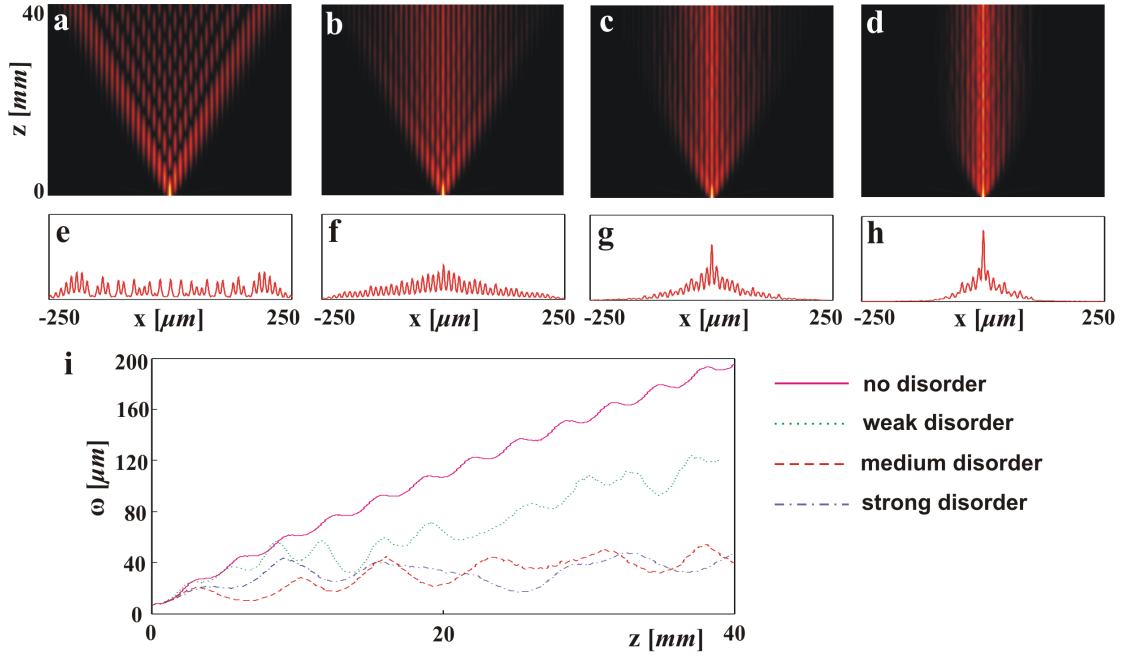 40
a
b
c
d
z [mm]
0
e
f
g
h
-250 x [μm] 250
-250 x [μm] 250
-250 x [μm] 250
-250 x [μm] 250
i
200
160
120
80
40
0
ω [μm]
0
20
z [mm]
40
no disorder
weak disorder
medium disorder
strong disorder